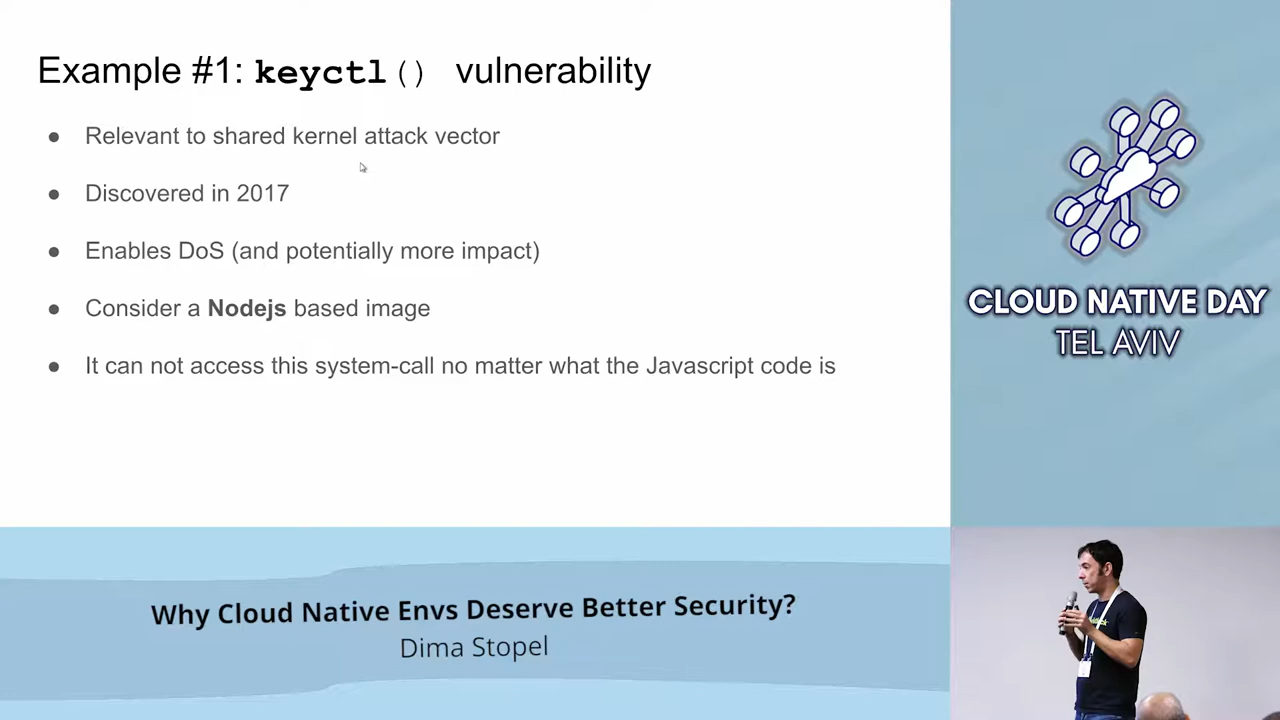 Example #1: keyctl() vulnerability
● Relevant to shared kernel attack vector
● Discovered in 2017
● Enables DoS (and potentially more impact)
● Consider a Nodejs based image
● It can not access this system-call no matter what the Javascript code is
CLOUD NATIVE DAY
TEL AVIV
Why Cloud Native Envs Deserve Better Security?
Dima Stopel